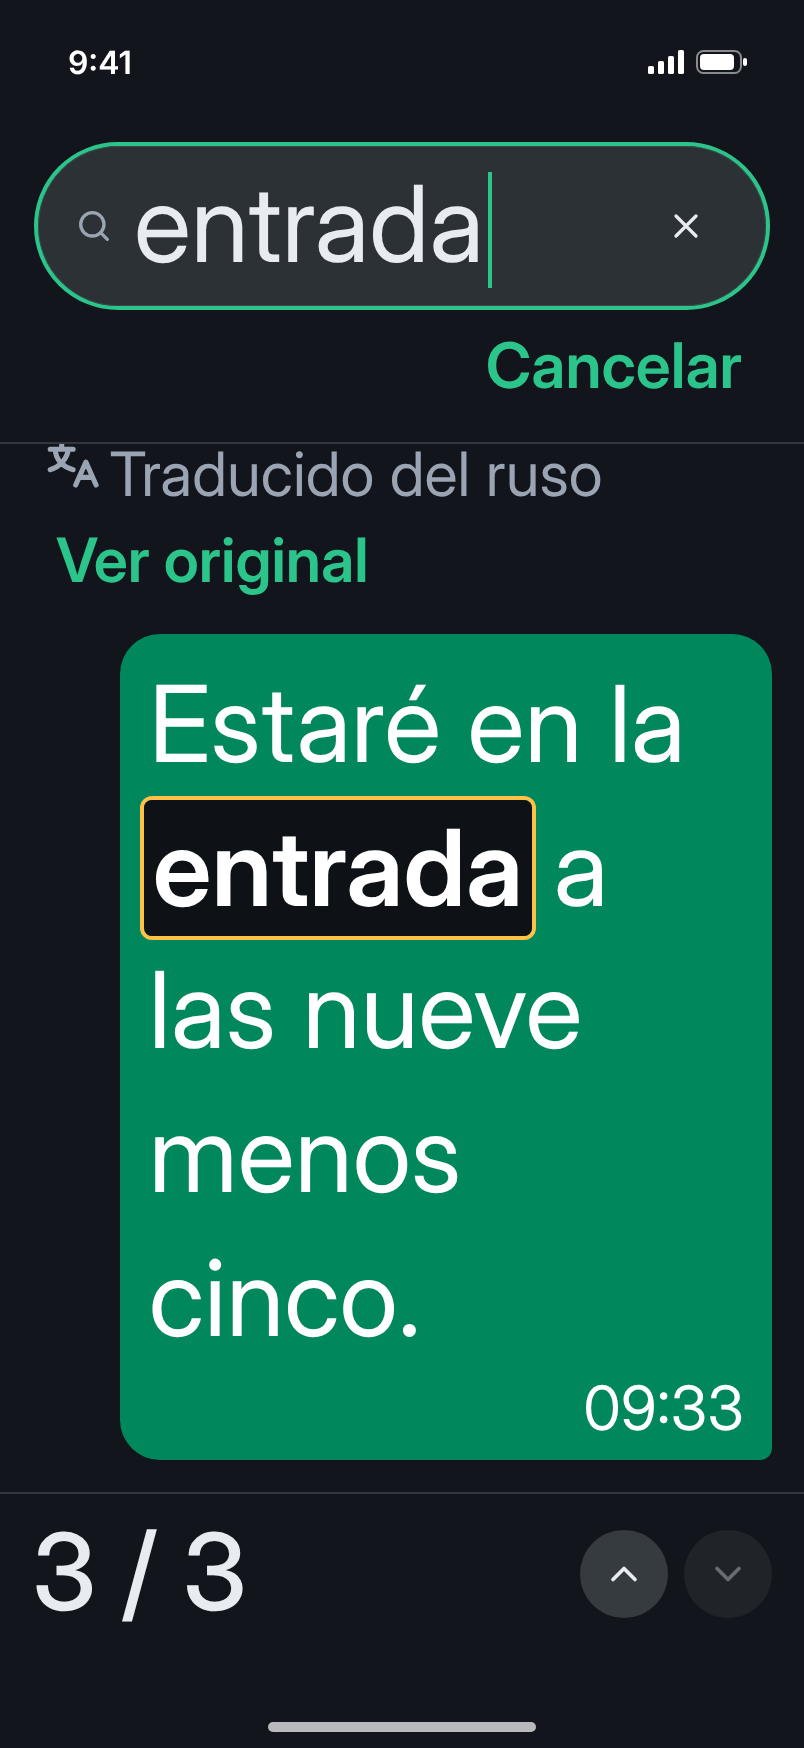 9:41
entrada
Cancelar
Traducido del ruso
Ver original
Estaré en la
entrada a
las nueve
menos
cinco.
09:33
3 / 3